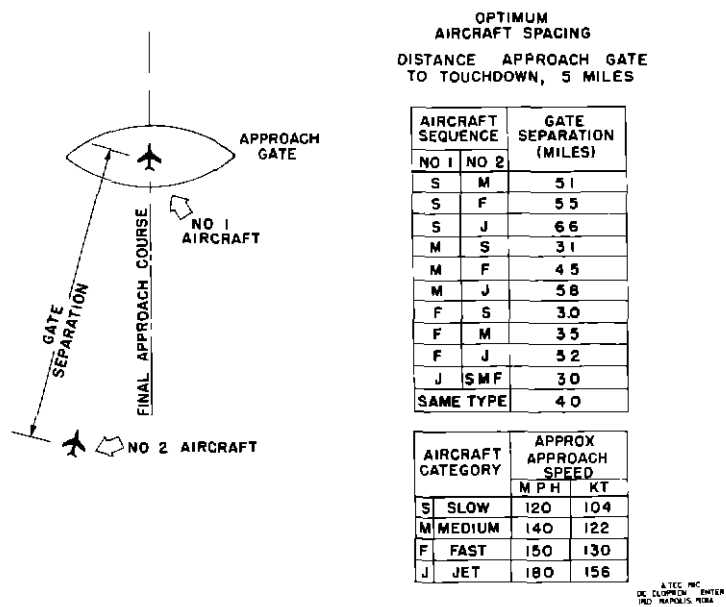 OPTIMUM
AIRCRAFT SPACING
DISTANCE APPROACH GATE
TO TOUCHDOWN, 5 MILES
APPROACH
GATE
NO 1
AIRCRAFT
FINAL APPROACH COURSE
GATE
SEPARATION
NO 2 AIRCRAFT
AIRCRAFT SEQUENCE GATE SEPARATION (MILES)
NO 1 NO 2
S M 5 1
S F 5 5
S J 6 6
M S 3 1
M F 4 5
M J 5 8
F S 3.0
F M 3 5
F J 5 2
J S M F 3 0
SAME TYPE 4 0
AIRCRAFT CATEGORY APPROX APPROACH SPEED
M P H KT
S SLOW 120 104
M MEDIUM 140 122
F FAST 150 130
J JET 180 156